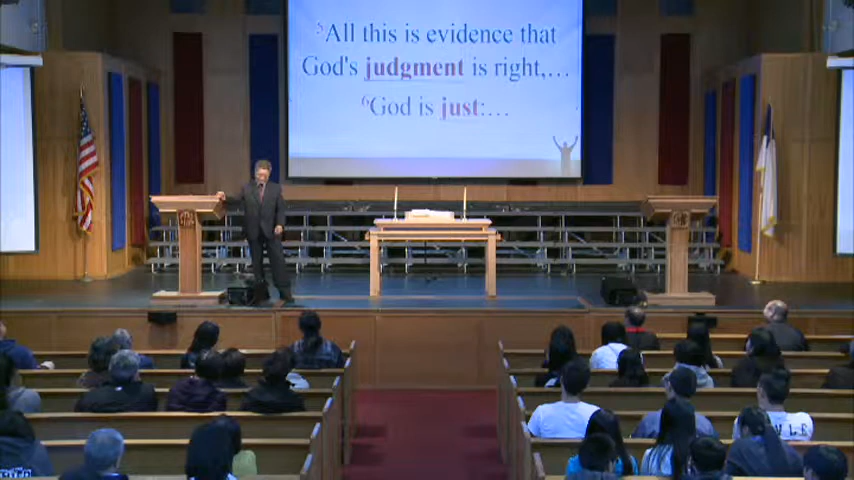 ⁵All this is evidence that
God's judgment is right,…
⁶God is just:…